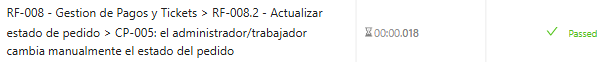 RF-008 - Gestion de Pagos y Tickets > RF-008.2 - Actualizar
estado de pedido > CP-005: el administrador/trabajador
cambia manualmente el estado del pedido
00:00.018
Passed